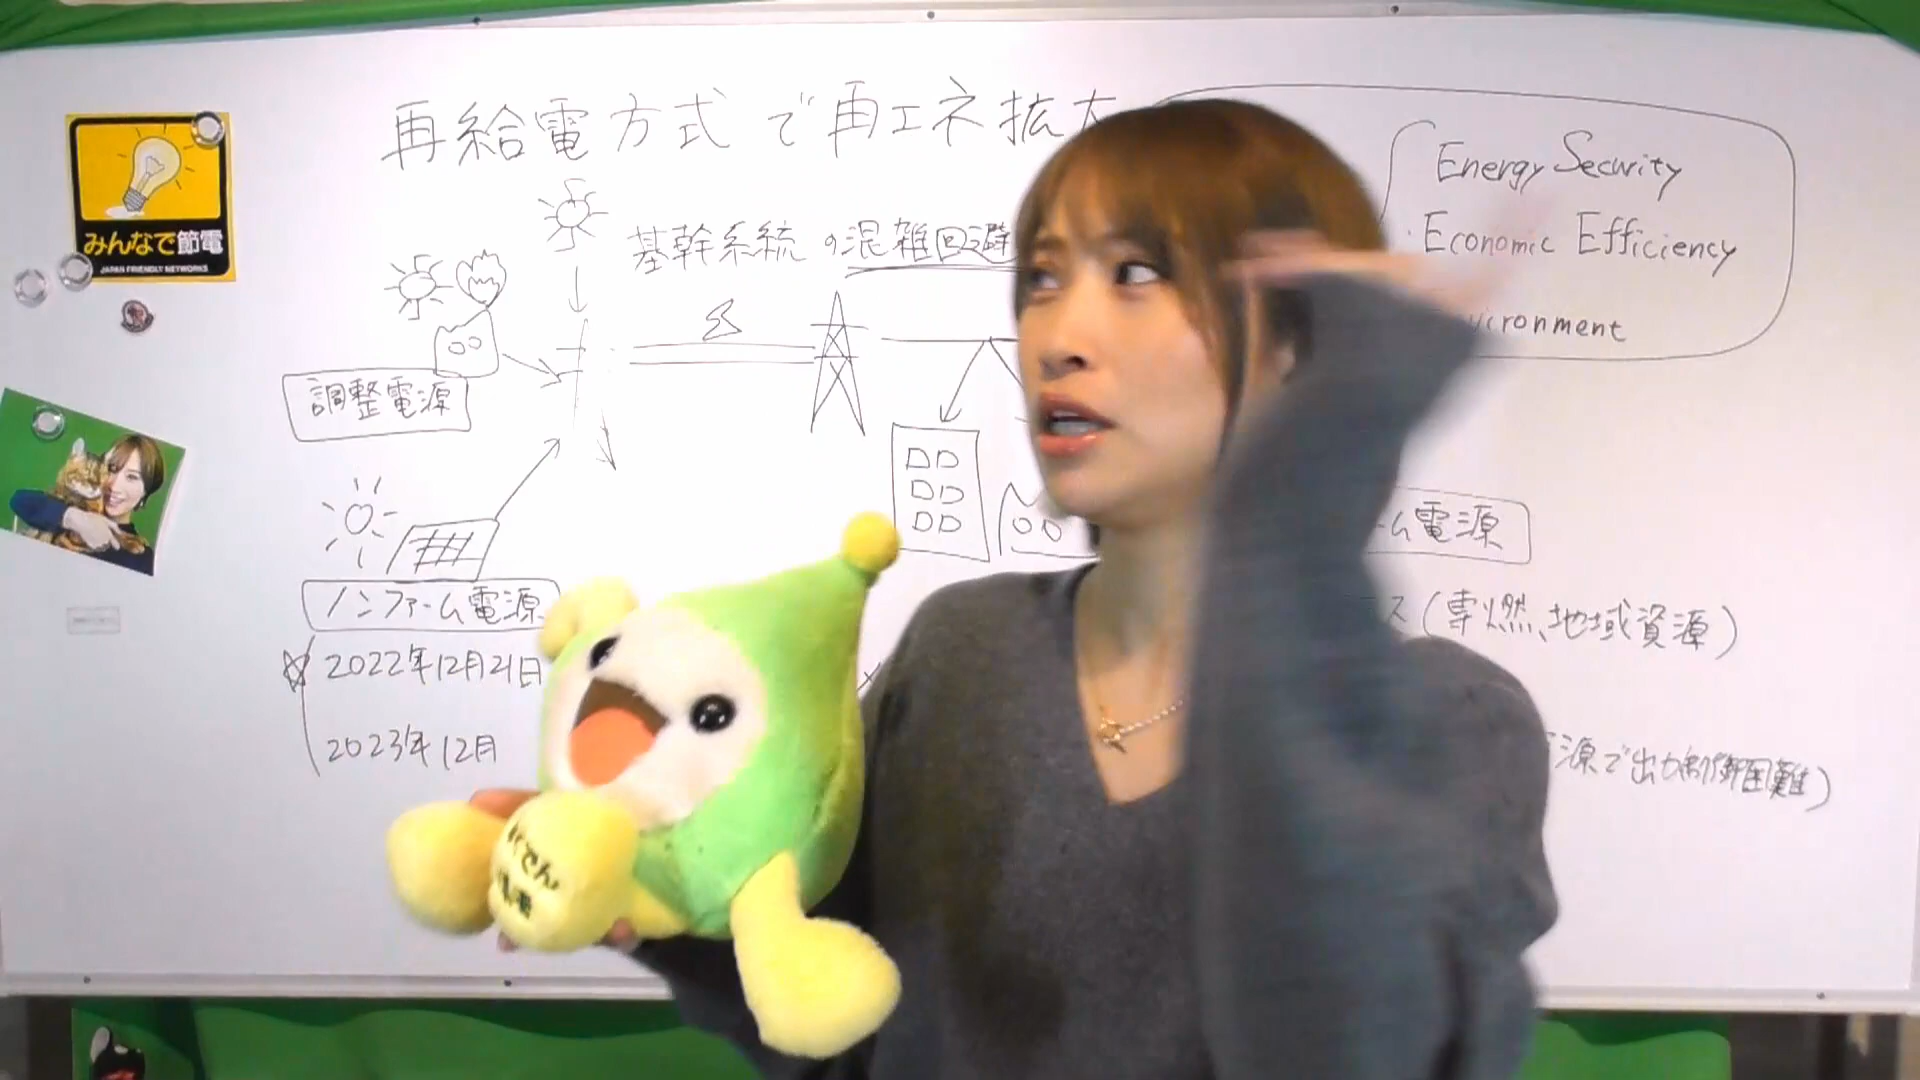 再給電方式で再エネ拡大
Energy Security
Economic Efficiency
vironment
みんなで節電
JAPAN FRIENDLY NETWORKS
基幹系統の混雑回避
調整電源
ノンファーム電源
2022年12月21日
2023年12月
ーム電源
ス(専燃、地域資源)
源で出力制御困難)
でん